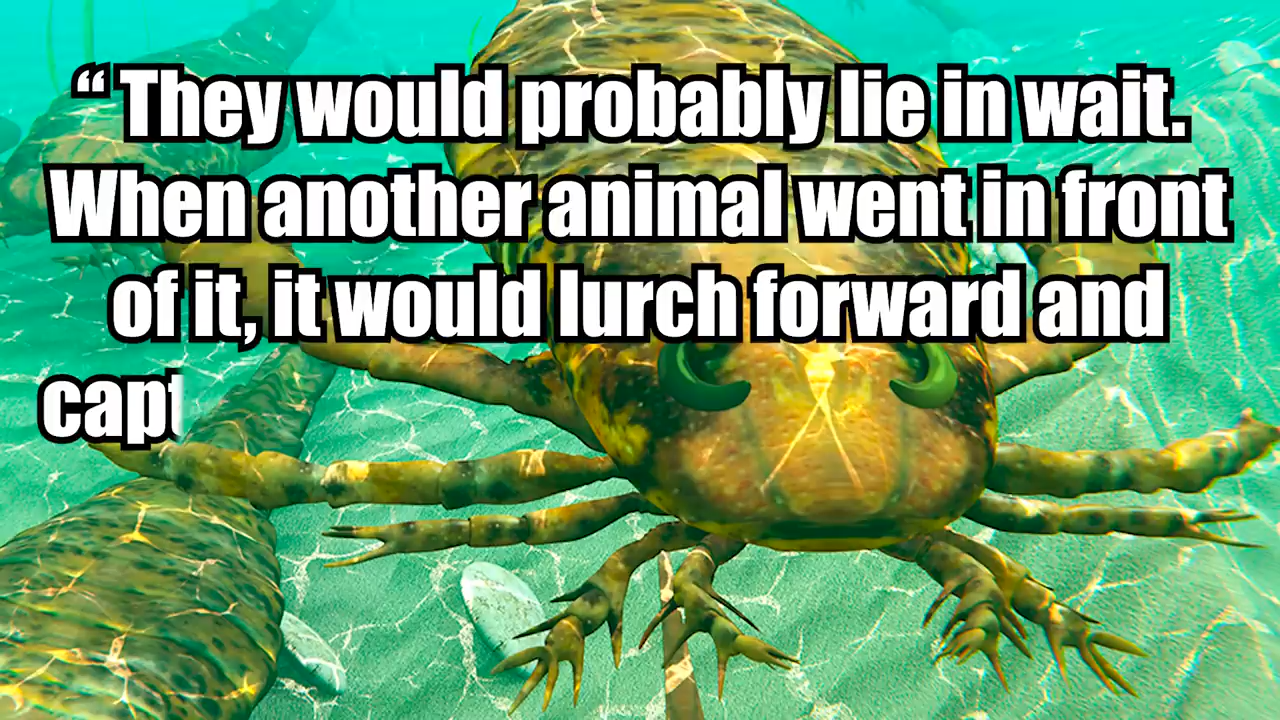 “ They would probably lie in wait.
When another animal went in front
of it, it would lurch forward and
capt